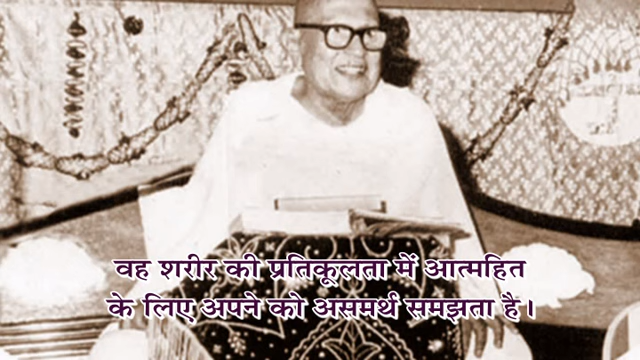 वह शरीर की प्रतिकूलता में आत्महित
के लिए अपने को असमर्थ समझता है।